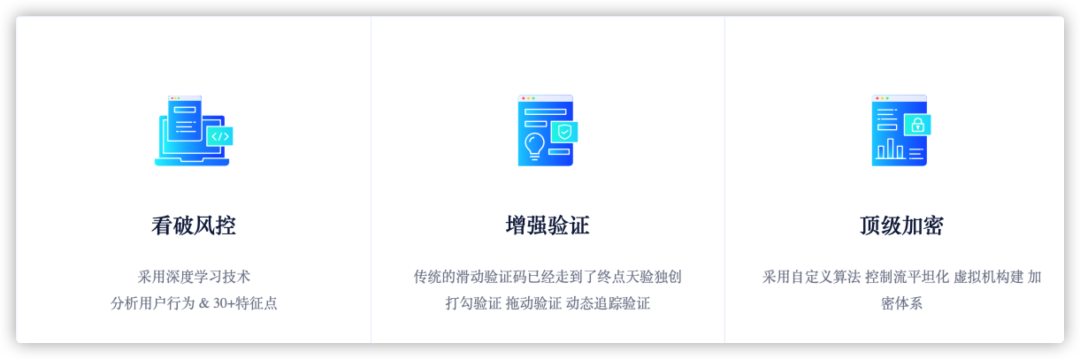 看破风控
采用深度学习技术
分析用户行为 & 30+特征点
增强验证
传统的滑动验证码已经走到了终点天验独创
打勾验证 拖动验证 动态追踪验证
顶级加密
采用自定义算法 控制流平坦化 虚拟机构建 加
密体系